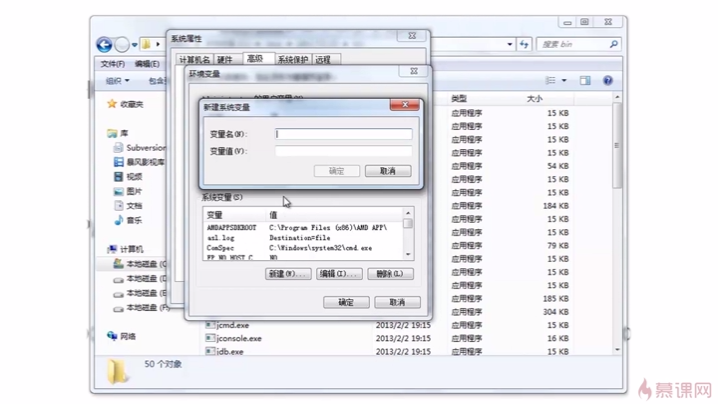 系统属性
搜索 bin
计算机名 硬件 高级 系统保护 远程
文件(F) 编辑(E)
环境变量
组织
新建系统变量
类型 大小
收藏夹
变量名(N):
变量值(V):
确定 取消
库
Subversion
暴风影视库
视频
图片
文档
音乐
系统变量(S)
变量 值
AMDAPPSDKROOT C:\Program Files (x86)\AMD APP\
asl.log Destination=file
ComSpec C:\Windows\system32\cmd.exe
FP_NO_HOST_C NO
新建(W)... 编辑(I)... 删除(L)
确定 取消
计算机
本地磁盘 (C
本地磁盘 (D
本地磁盘 (E
本地磁盘 (F
网络
应用程序 15 KB
应用程序 15 KB
应用程序 15 KB
应用程序 15 KB
应用程序 54 KB
应用程序 15 KB
应用程序 15 KB
应用程序 184 KB
应用程序 15 KB
应用程序 15 KB
应用程序 79 KB
应用程序 15 KB
应用程序 15 KB
应用程序 15 KB
应用程序 185 KB
应用程序 304 KB
jcmd.exe 2013/2/2 19:15 应用程序 15 KB
jconsole.exe 2013/2/2 19:15 应用程序 16 KB
jdb.exe 2013/2/2 19:15 应用程序 15 KB
50 个对象
慕课网